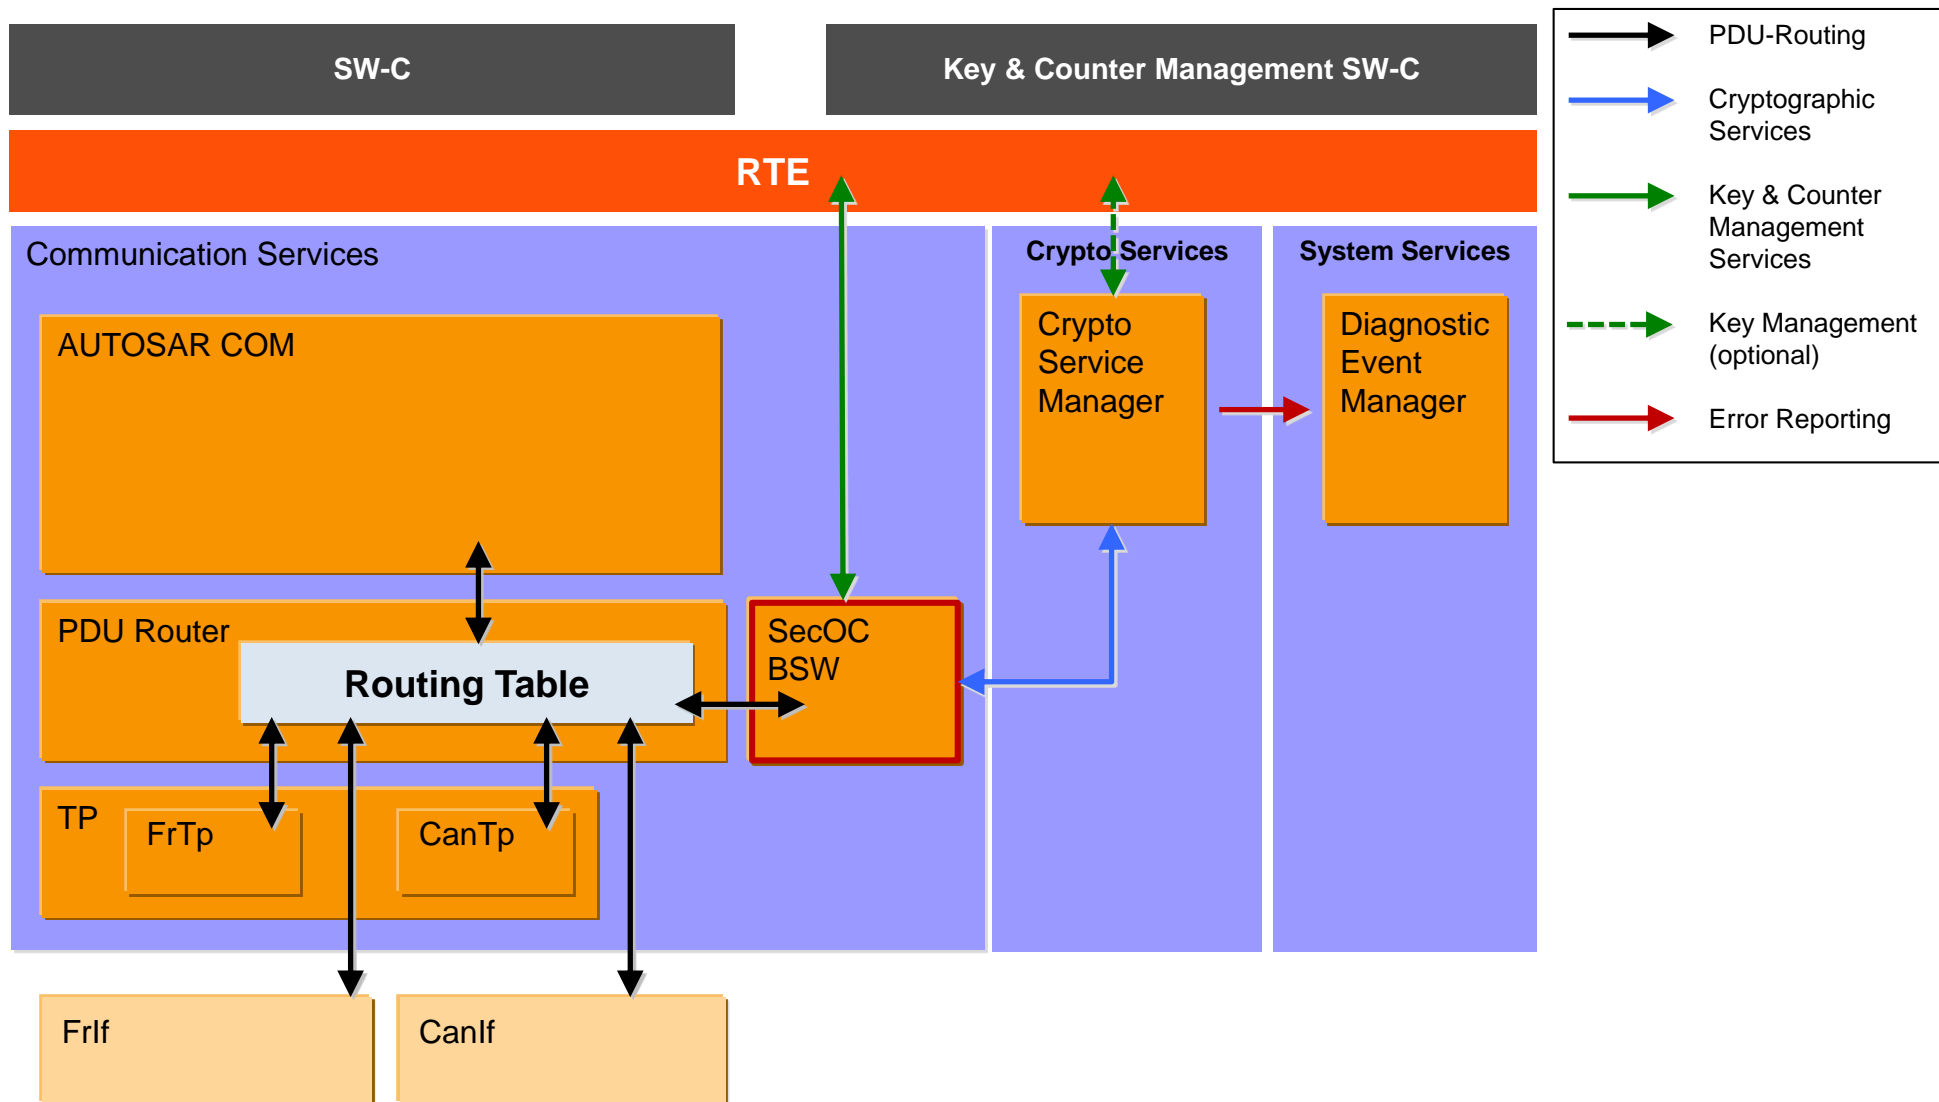 SW-C
Key & Counter Management SW-C
RTE
Communication Services
Crypto Services
System Services
AUTOSAR COM
Crypto
Service
Manager
Diagnostic
Event
Manager
PDU Router
Routing Table
SecOC
BSW
TP
FrTp
CanTp
FrIf
CanIf
PDU-Routing
Cryptographic
Services
Key & Counter
Management
Services
Key Management
(optional)
Error Reporting